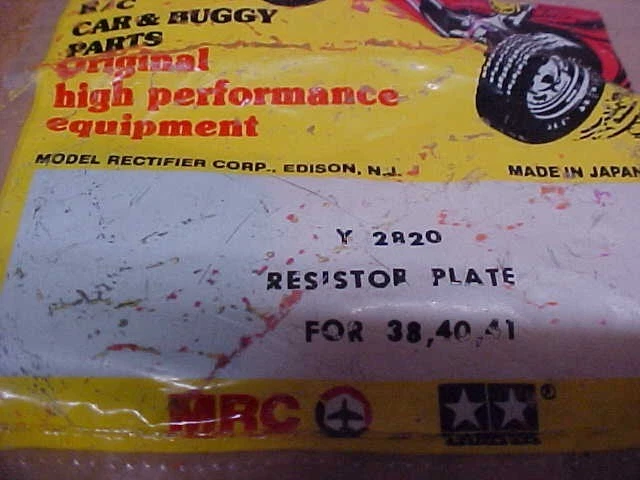 R/C
CAR & BUGGY
PARTS
Original
high performance
equipment
MODEL RECTIFIER CORP., EDISON, N.J.
MADE IN JAPAN
Y 2820
RESISTOR PLATE
FOR 38,40,41
MRC
®